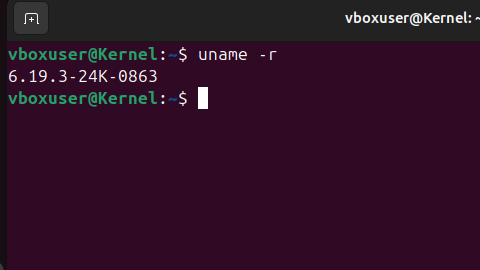 vboxuser@Kernel: ~
vboxuser@Kernel:~$ uname -r
6.19.3-24K-0863
vboxuser@Kernel:~$